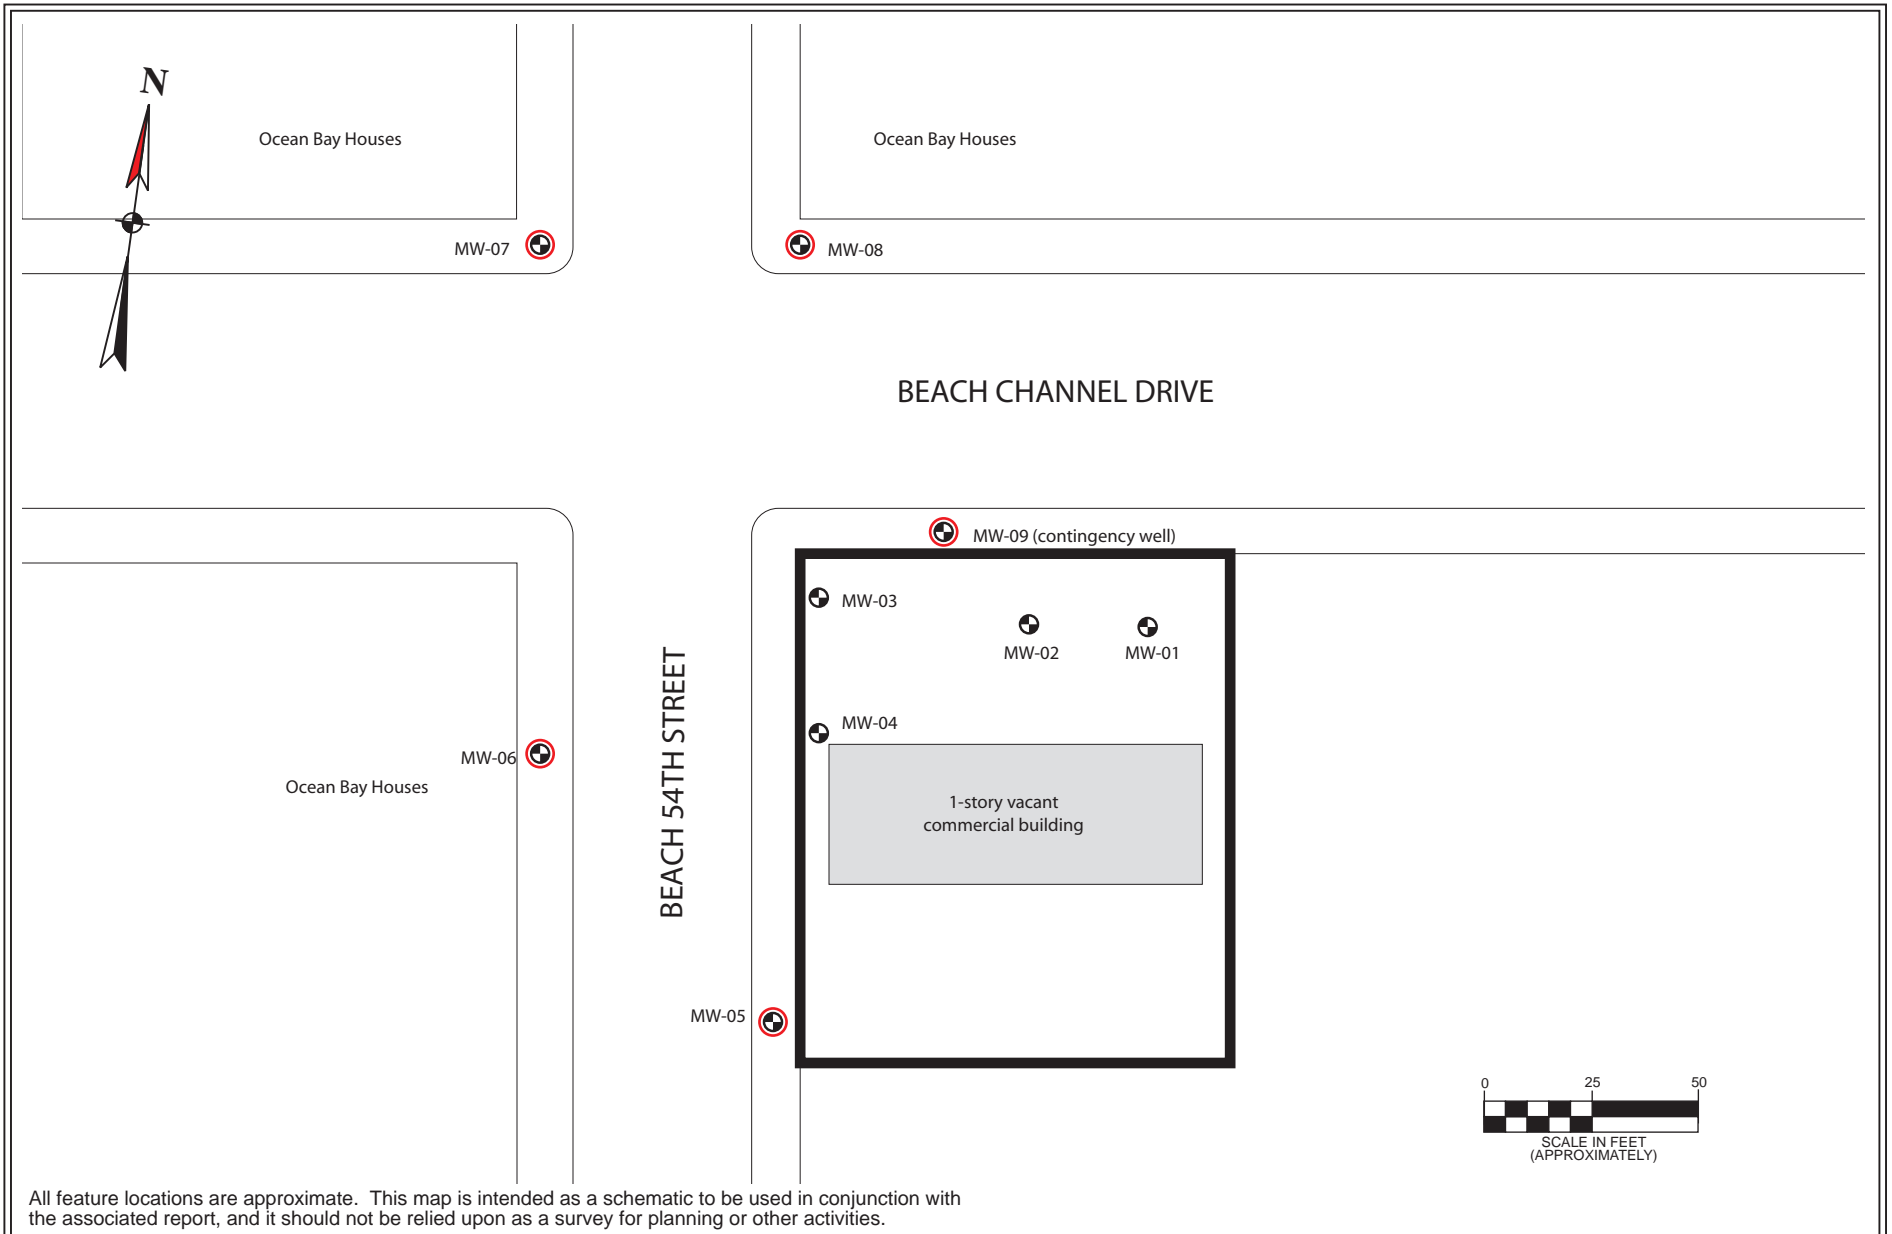 N
Ocean Bay Houses
Ocean Bay Houses
MW-07
MW-08
BEACH CHANNEL DRIVE
MW-09 (contingency well)
MW-03
MW-02
MW-01
MW-04
MW-06
Ocean Bay Houses
BEACH 54TH STREET
1-story vacant
commercial building
MW-05
0 25 50
SCALE IN FEET
(APPROXIMATELY)
All feature locations are approximate. This map is intended as a schematic to be used in conjunction with
the associated report, and it should not be relied upon as a survey for planning or other activities.